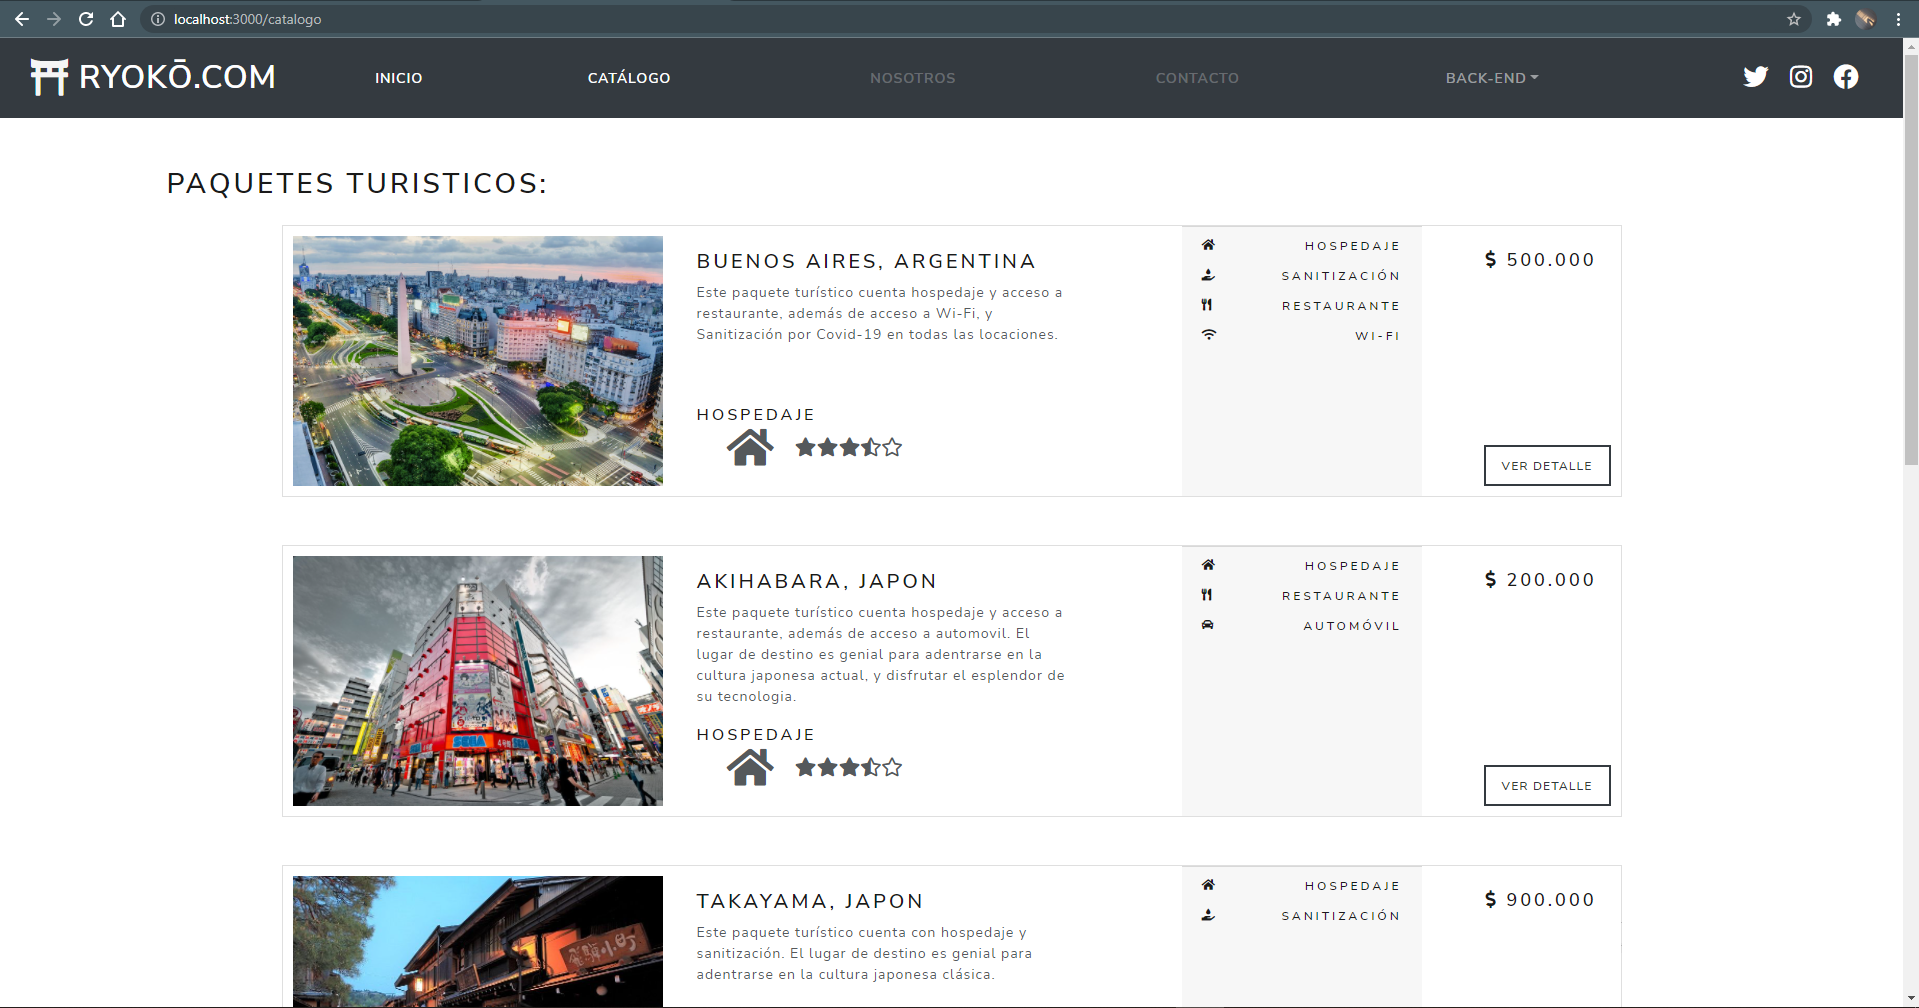 localhost:3000/catalogo
RYOKŌ.COM
INICIO
CATÁLOGO
NOSOTROS
CONTACTO
BACK-END
PAQUETES TURISTICOS:
BUENOS AIRES, ARGENTINA
Este paquete turístico cuenta hospedaje y acceso a
restaurante, además de acceso a Wi-Fi, y
Sanitización por Covid-19 en todas las locaciones.
HOSPEDAJE
HOSPEDAJE
SANITIZACIÓN
RESTAURANTE
WI-FI
$ 500.000
VER DETALLE
AKIHABARA, JAPON
Este paquete turístico cuenta hospedaje y acceso a
restaurante, además de acceso a automovil. El
lugar de destino es genial para adentrarse en la
cultura japonesa actual, y disfrutar el esplendor de
su tecnologia.
HOSPEDAJE
SEGA
HOSPEDAJE
RESTAURANTE
AUTOMÓVIL
$ 200.000
VER DETALLE
TAKAYAMA, JAPON
Este paquete turístico cuenta con hospedaje y
sanitización. El lugar de destino es genial para
adentrarse en la cultura japonesa clásica.
HOSPEDAJE
SANITIZACIÓN
$ 900.000